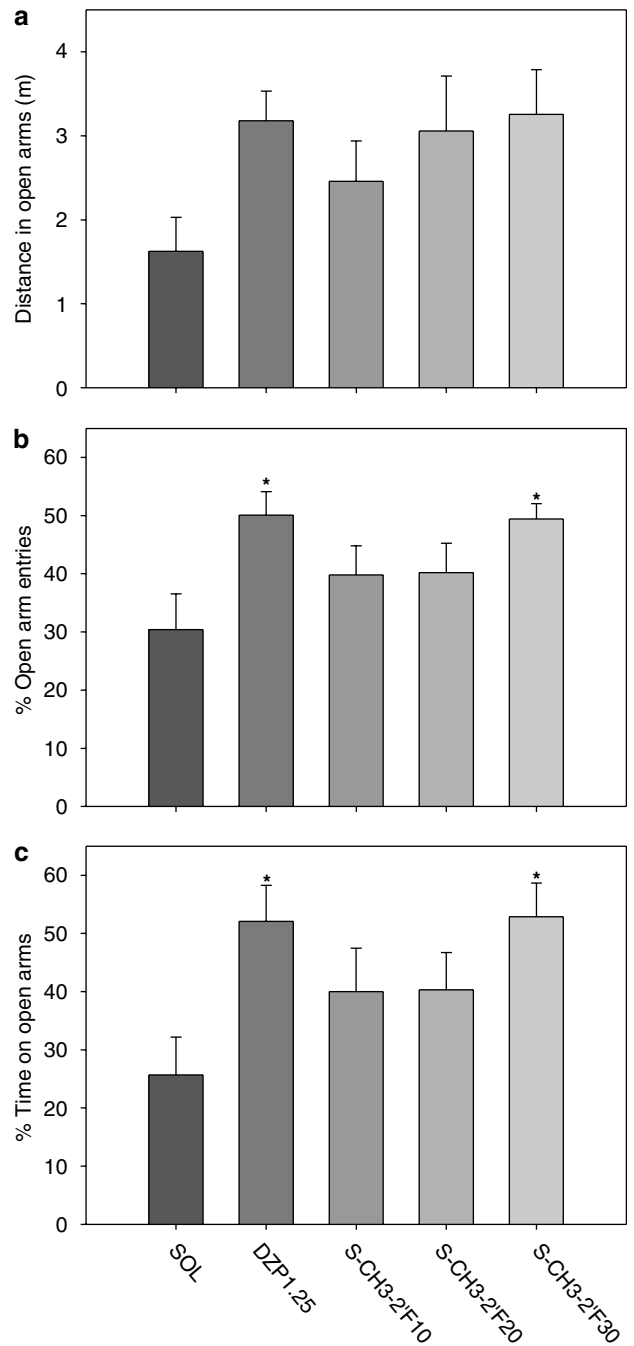 a
Distance in open arms (m)
4
3
2
1
0
b
% Open arm entries
60
50
40
30
20
10
0
*
*
c
% Time on open arms
60
50
40
30
20
10
0
*
*
SOL
DZP1.25
S-CH3-2'F10
S-CH3-2'F20
S-CH3-2'F30